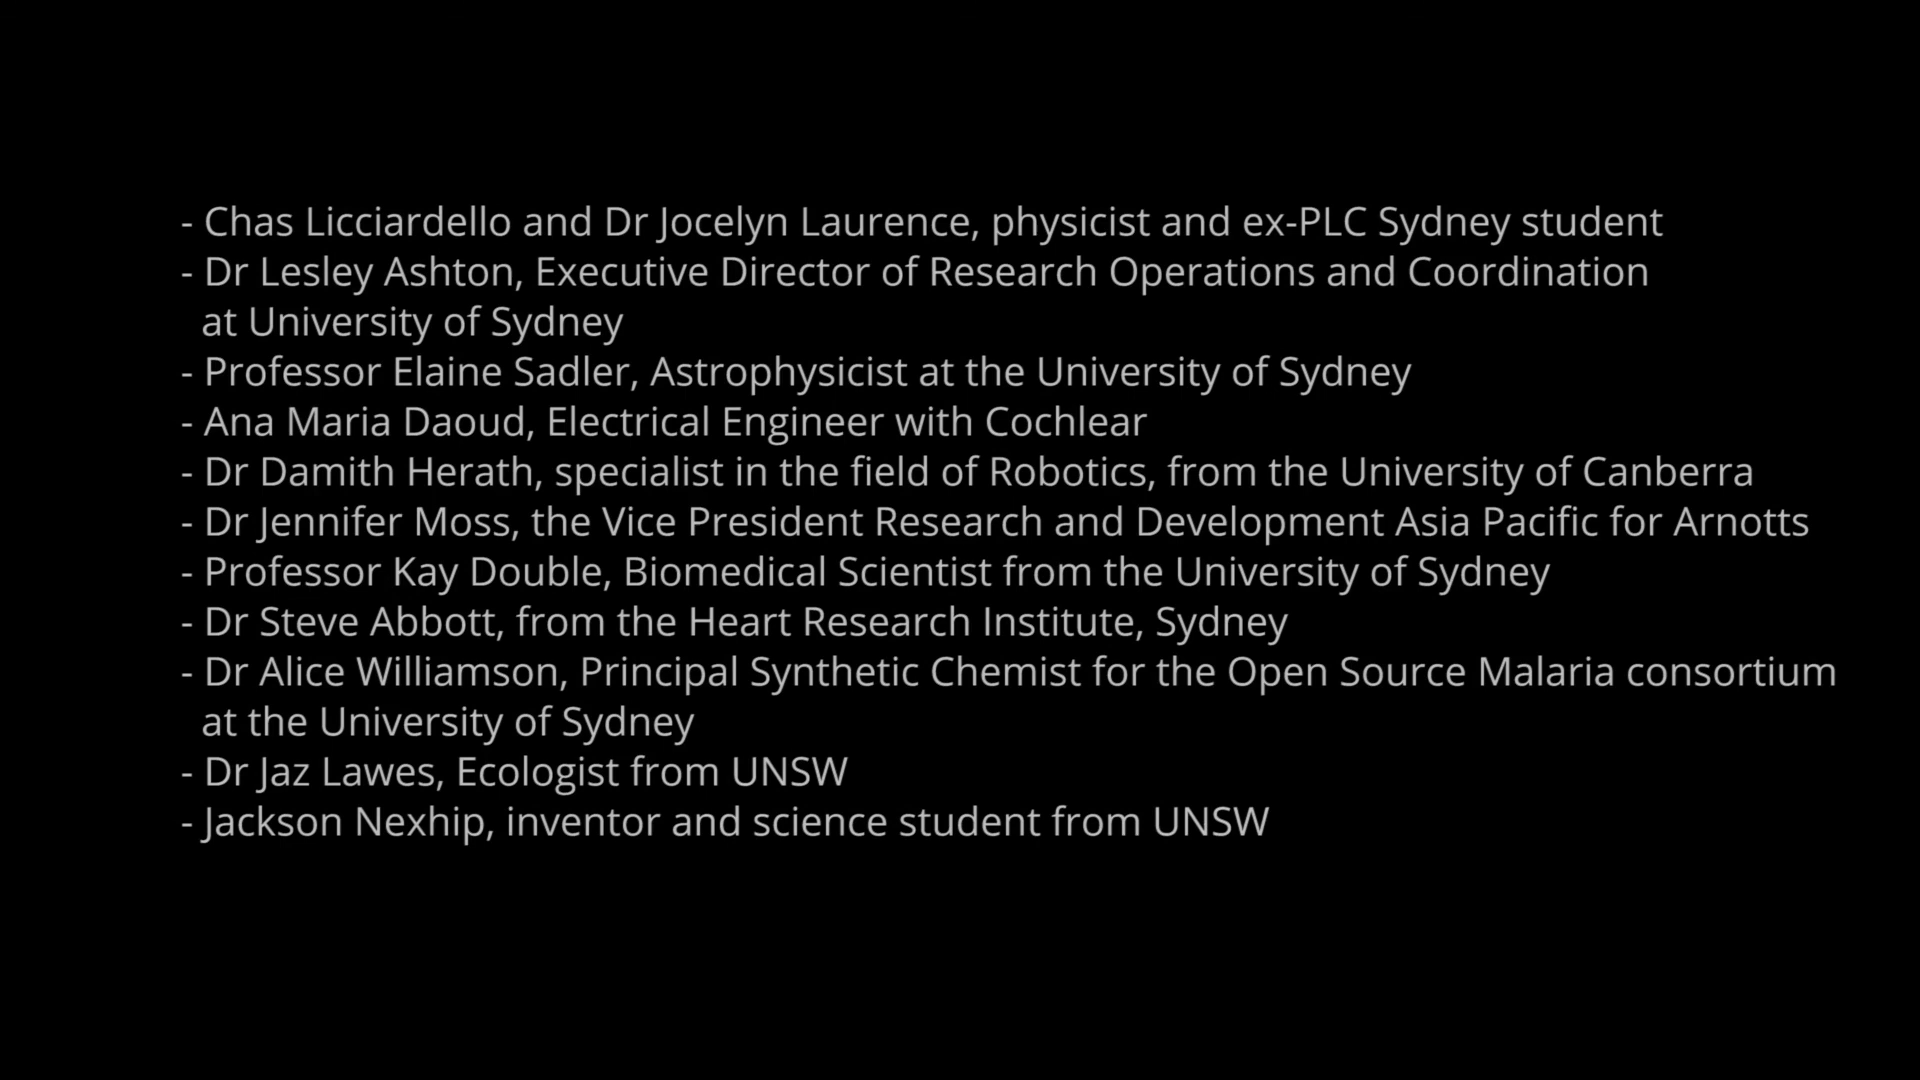 - Chas Licciardello and Dr Jocelyn Laurence, physicist and ex-PLC Sydney student
- Dr Lesley Ashton, Executive Director of Research Operations and Coordination
at University of Sydney
- Professor Elaine Sadler, Astrophysicist at the University of Sydney
- Ana Maria Daoud, Electrical Engineer with Cochlear
- Dr Damith Herath, specialist in the field of Robotics, from the University of Canberra
- Dr Jennifer Moss, the Vice President Research and Development Asia Pacific for Arnotts
- Professor Kay Double, Biomedical Scientist from the University of Sydney
- Dr Steve Abbott, from the Heart Research Institute, Sydney
- Dr Alice Williamson, Principal Synthetic Chemist for the Open Source Malaria consortium
at the University of Sydney
- Dr Jaz Lawes, Ecologist from UNSW
- Jackson Nexhip, inventor and science student from UNSW